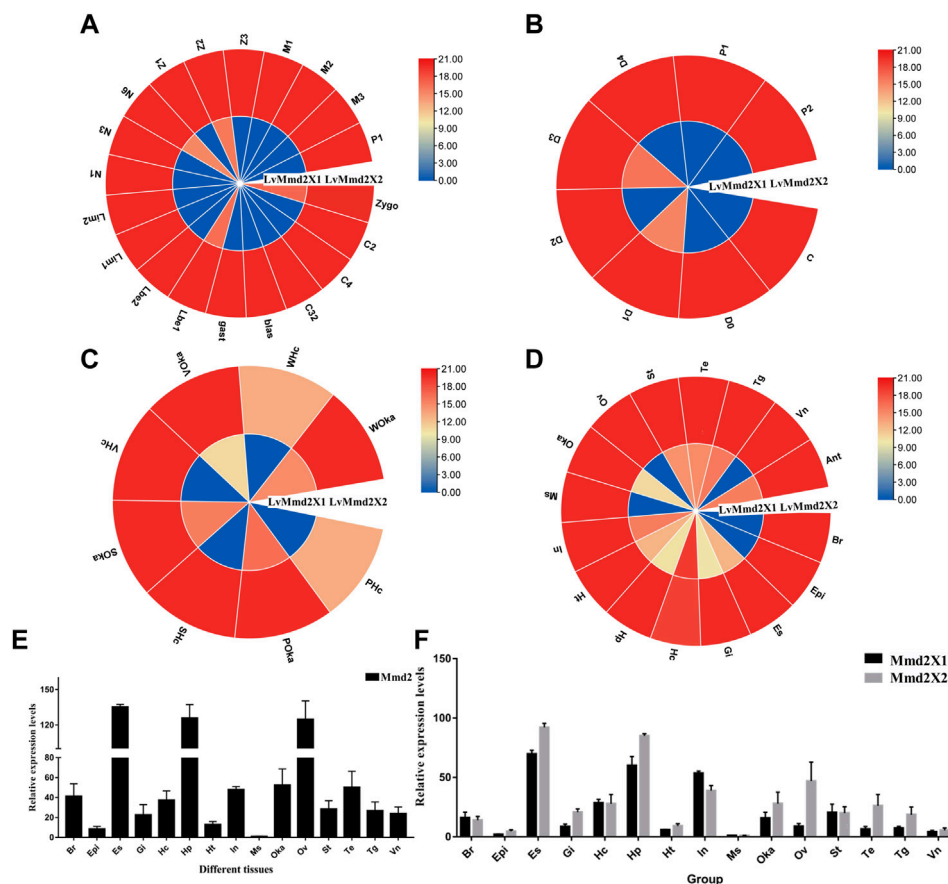 A
Z3
M1
M2
M3
P1
Zygo
C2
C4
C32
blas
gast
Lbe1
Lbe2
Lim1
Lim2
N1
N3
N6
Z1
Z2
LvMmd2X1 LvMmd2X2
21.00
18.00
15.00
12.00
9.00
6.00
3.00
0.00
B
P1
P2
C
D0
D1
D2
D3
D4
LvMmd2X1 LvMmd2X2
21.00
18.00
15.00
12.00
9.00
6.00
3.00
0.00
C
WHc
WOka
PHc
POka
SHc
SOka
VHc
VOka
LvMmd2X1 LvMmd2X2
21.00
18.00
15.00
12.00
9.00
6.00
3.00
0.00
D
Te
Tg
Vn
Ant
Br
Epi
Es
Gi
Hc
Hp
Ht
In
Ms
Oka
Ov
St
LvMmd2X1 LvMmd2X2
21.00
18.00
15.00
12.00
9.00
6.00
3.00
0.00
E
Mmd2
Relative expression levels
150
120
80
60
40
20
0
Br Epi Es Gi Hc Hp Ht In Ms Oka Ov St Te Tg Vn
Different tissues
F
Mmd2X1
Mmd2X2
Relative expression levels
150
100
50
0
Br Epi Es Gi Hc Hp Ht In Ms Oka Ov St Te Tg Vn
Group